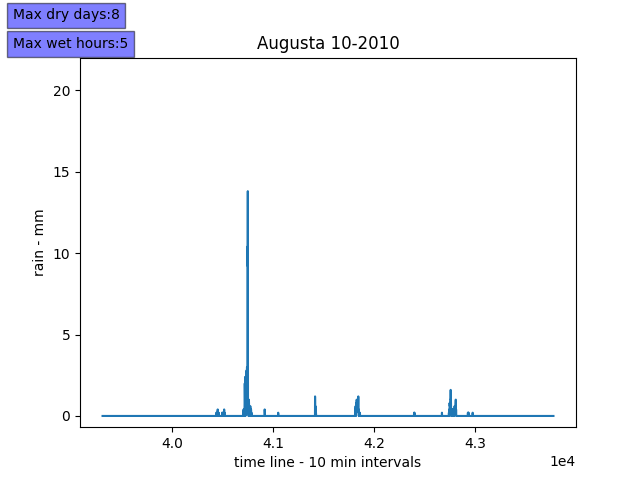 Max dry days:8
Max wet hours:5
Augusta 10-2010
rain - mm
20
15
10
5
0
4.0 4.1 4.2 4.3
1e4
time line - 10 min intervals